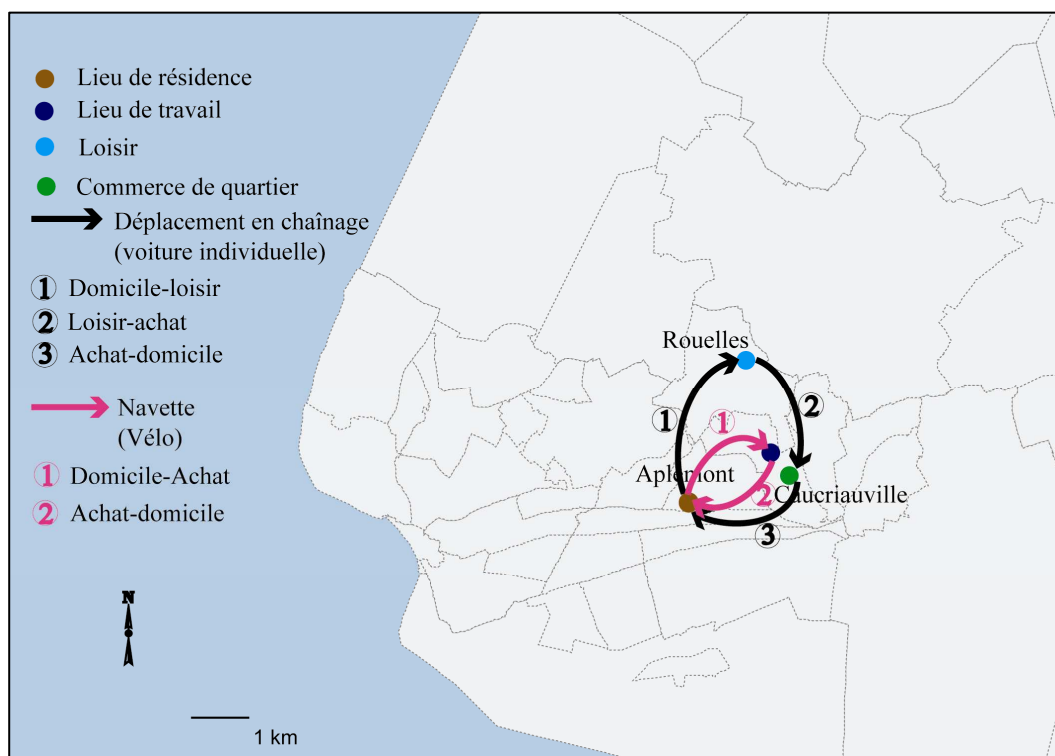 Lieu de résidence
Lieu de travail
Loisir
Commerce de quartier
Déplacement en chaînage
(voiture individuelle)
1 Domicile-loisir
2 Loisir-achat
3 Achat-domicile
Navette
(Vélo)
1 Domicile-Achat
2 Achat-domicile
N
1 km
Rouelles
1
2
1
Aplemont
2
Caucriauville
3